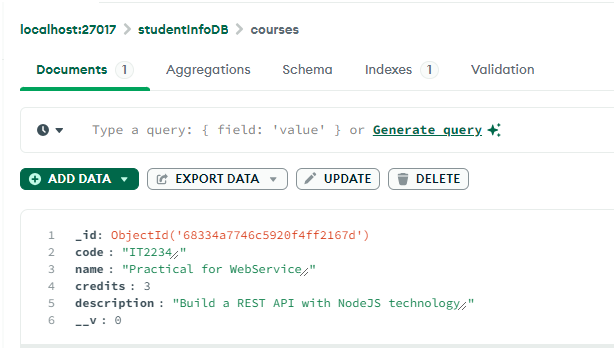 localhost:27017 > studentInfoDB > courses
Documents 1 Aggregations Schema Indexes 1 Validation
Type a query: { field: 'value' } or Generate query
ADD DATA EXPORT DATA UPDATE DELETE
1 _id: ObjectId('68334a7746c5920f4ff2167d')
2 code : "IT2234"
3 name : "Practical for WebService"
4 credits : 3
5 description : "Build a REST API with NodeJS technology"
6 __v : 0